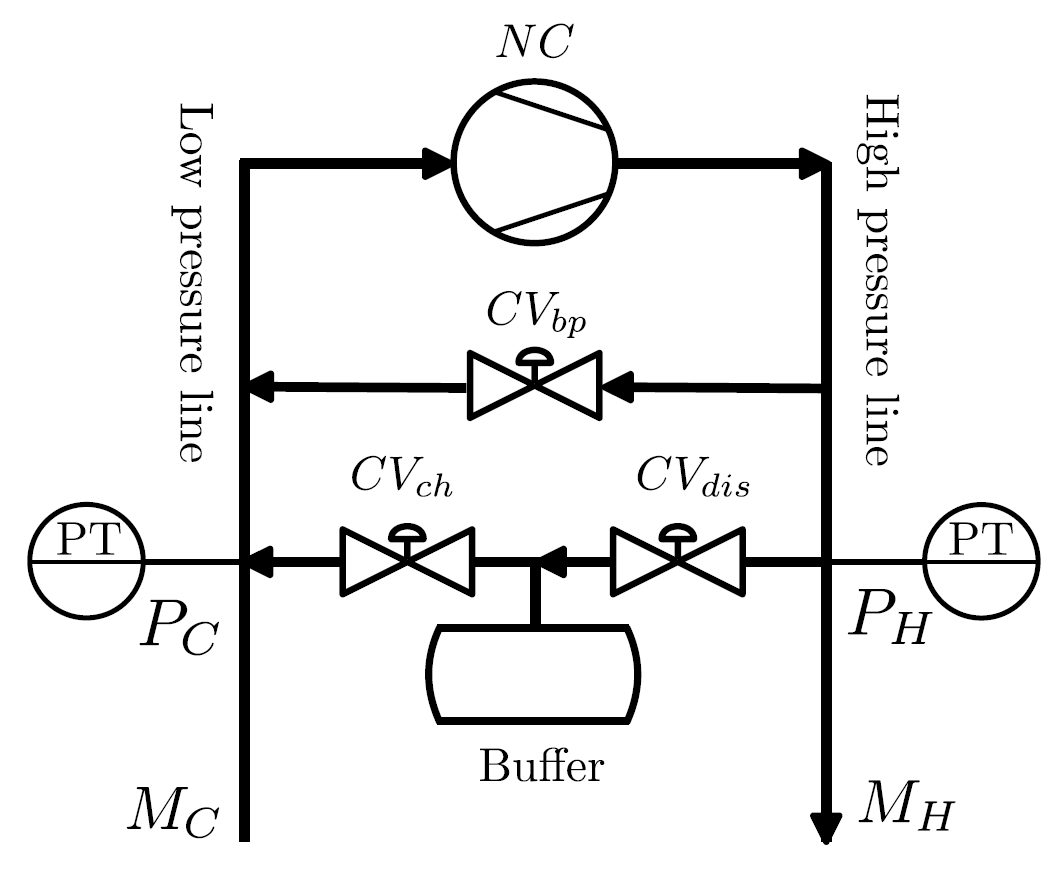 NC
Low pressure line
High pressure line
CV_{bp}
CV_{ch}
CV_{dis}
PT
PT
P_C
P_H
Buffer
M_C
M_H